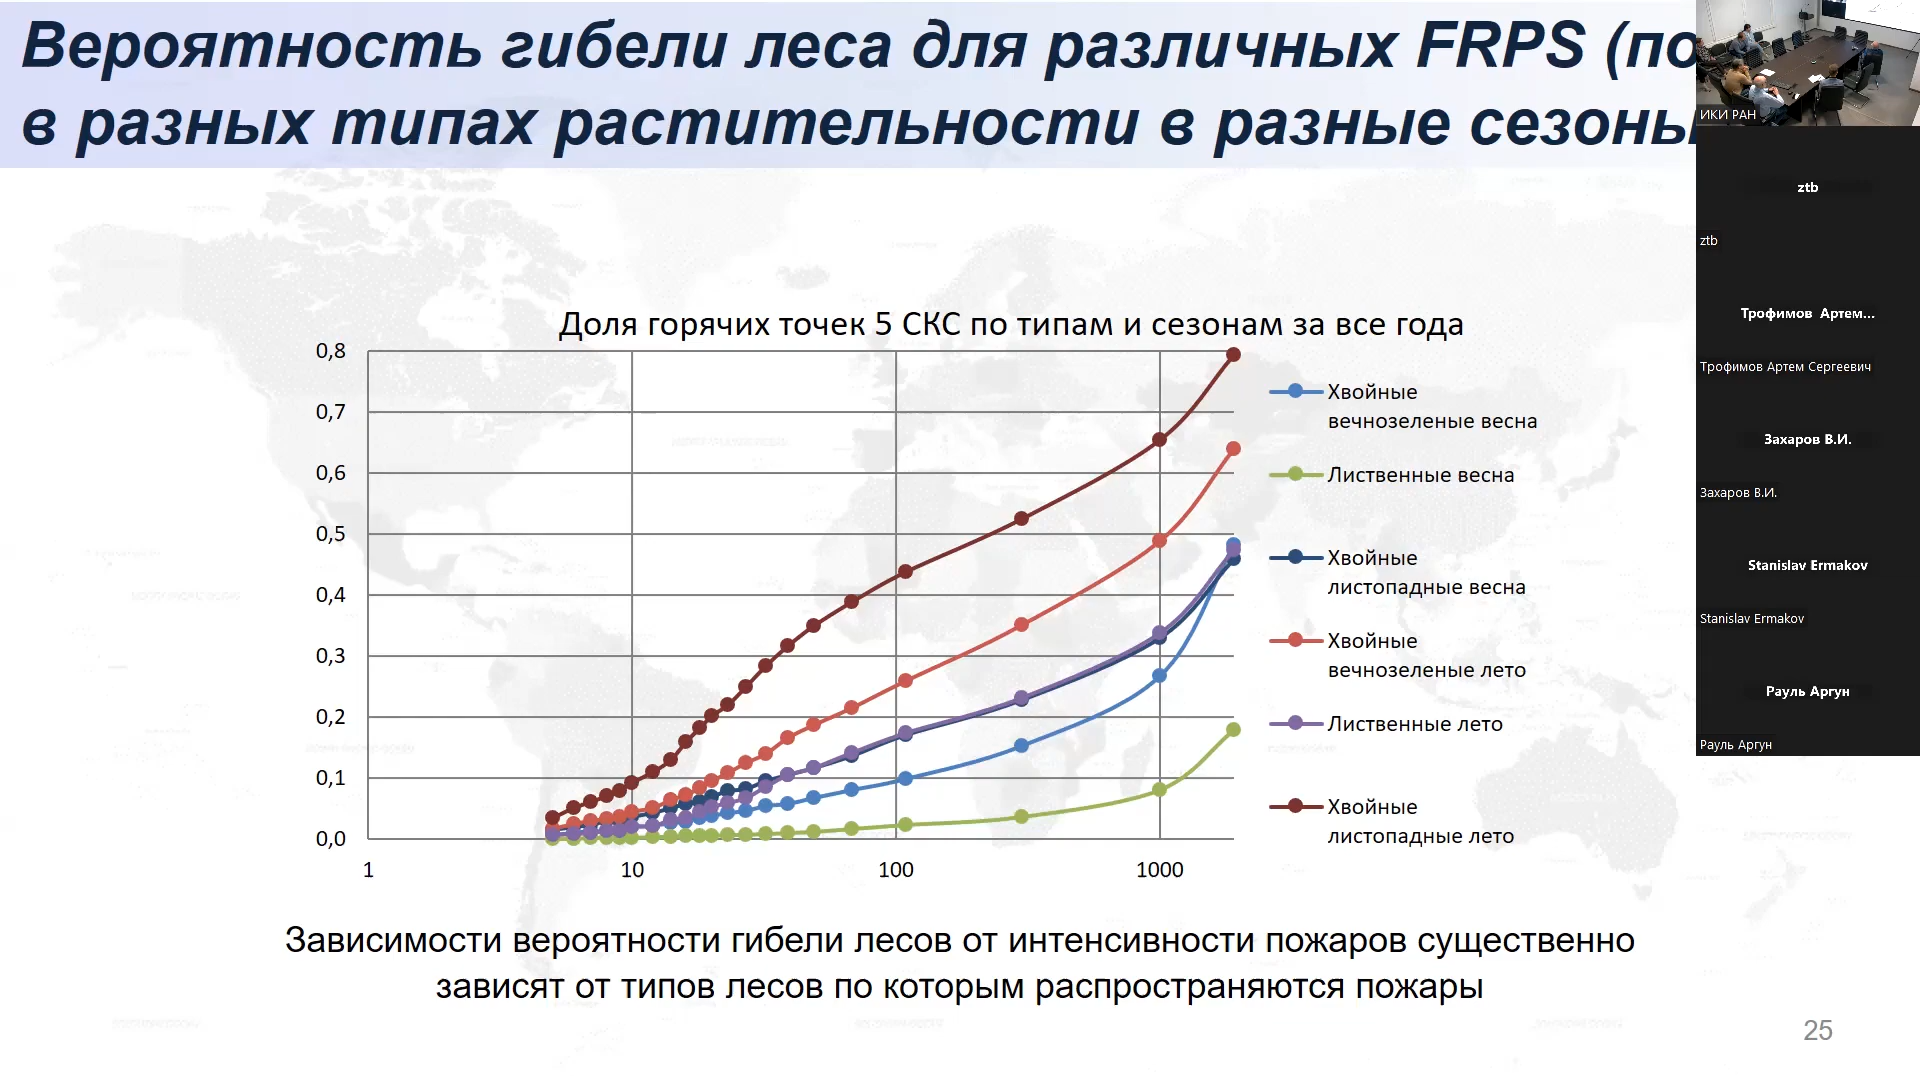 Вероятность гибели леса для различных FRPS (по
в разных типах растительности в разные сезоны
Доля горячих точек 5 СКС по типам и сезонам за все года
0,8
0,7
0,6
0,5
0,4
0,3
0,2
0,1
0,0
1
10
100
1000
Хвойные
вечнозеленые весна
Лиственные весна
Хвойные
листопадные весна
Хвойные
вечнозеленые лето
Лиственные лето
Хвойные
листопадные лето
Зависимости вероятности гибели лесов от интенсивности пожаров существенно
зависят от типов лесов по которым распространяются пожары
25
ИКИ РАН
ztb
ztb
Трофимов Артем...
Трофимов Артем Сергеевич
Захаров В.И.
Захаров В.И.
Stanislav Ermakov
Stanislav Ermakov
Рауль Аргун
Рауль Аргун